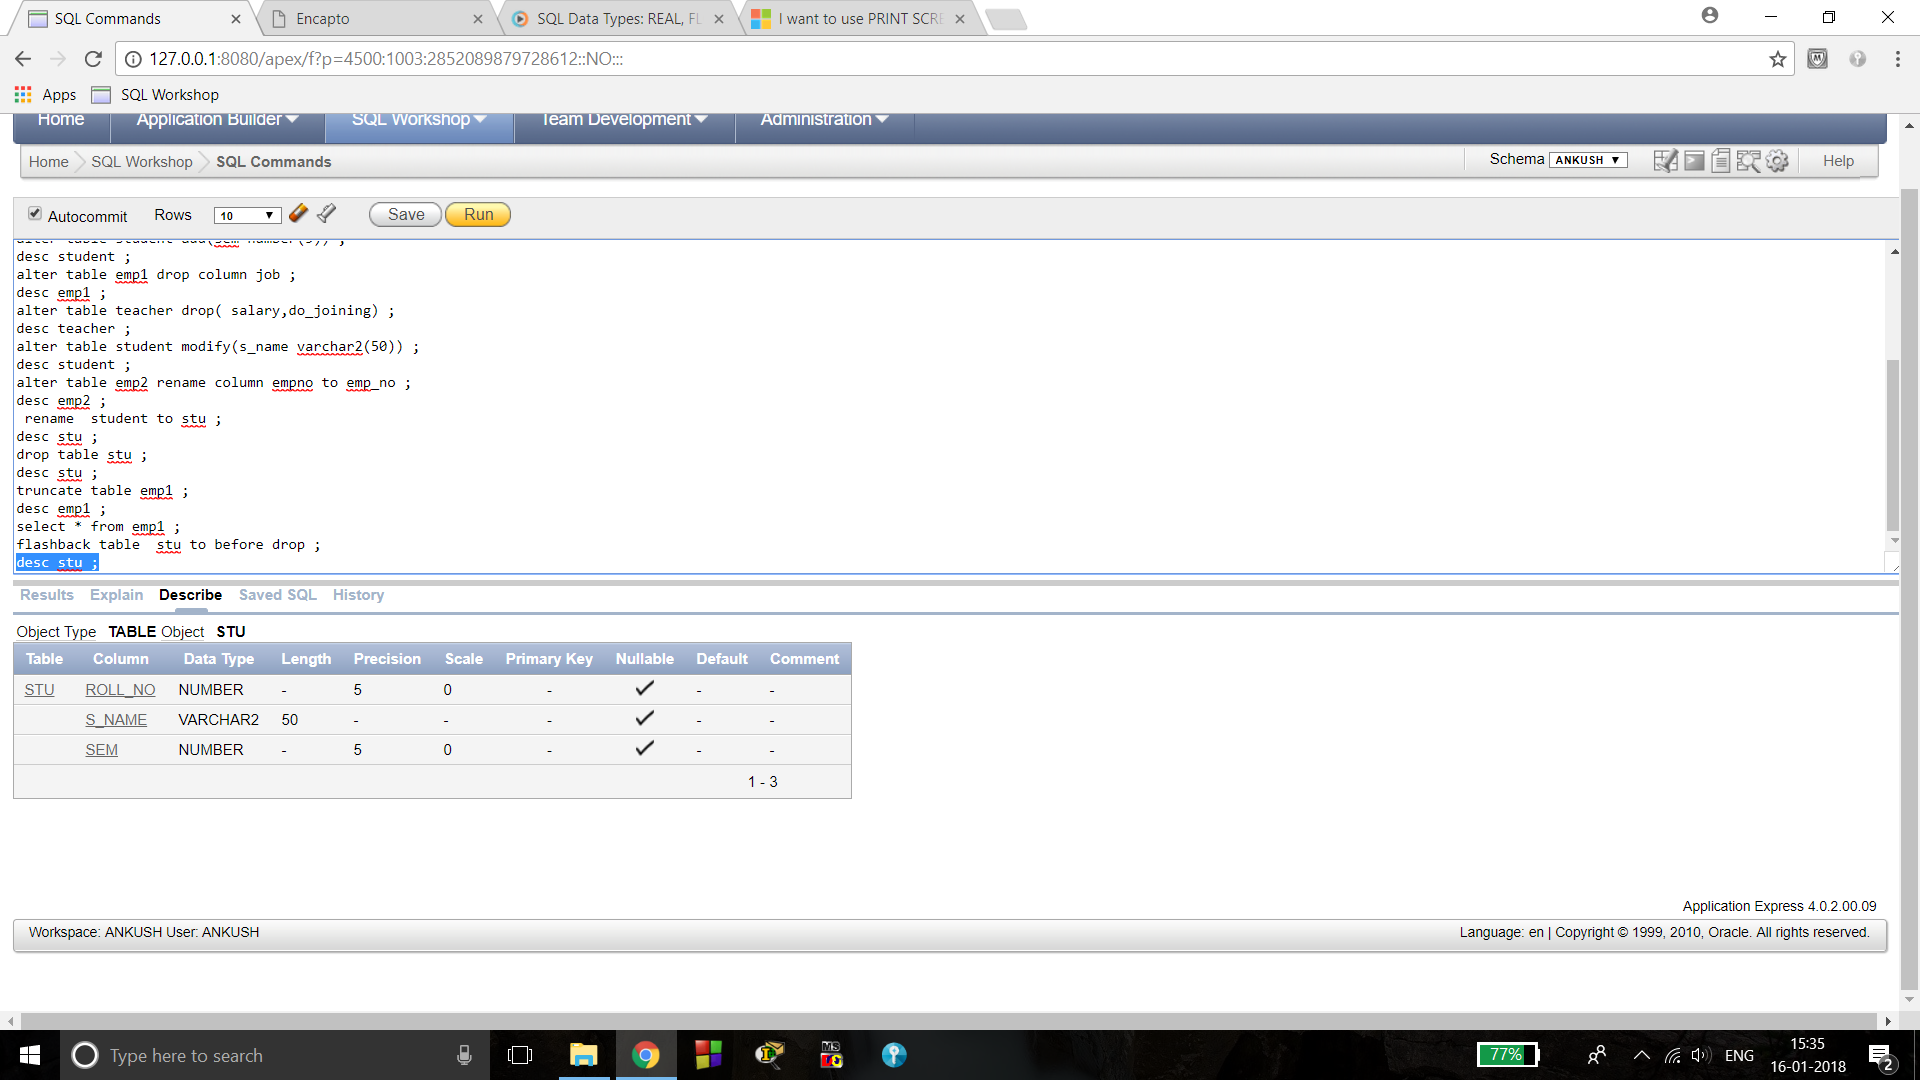 SQL Commands
Encapto
SQL Data Types: REAL, FL
I want to use PRINT SCRE
127.0.0.1:8080/apex/f?p=4500:1003:2852089879728612::NO:::
Apps SQL Workshop
Home Application Builder SQL Workshop Team Development Administration
Home SQL Workshop SQL Commands Schema ANKUSH Help
Autocommit Rows 10 Save Run
alter table student add(sem number(5)) ;
desc student ;
alter table emp1 drop column job ;
desc emp1 ;
alter table teacher drop( salary,do_joining) ;
desc teacher ;
alter table student modify(s_name varchar2(50)) ;
desc student ;
alter table emp2 rename column empno to emp_no ;
desc emp2 ;
rename  student to stu ;
desc stu ;
drop table stu ;
desc stu ;
truncate table emp1 ;
desc emp1 ;
select * from emp1 ;
flashback table  stu to before drop ;
desc stu ;
Results Explain Describe Saved SQL History
Object Type TABLE Object STU
Table Column Data Type Length Precision Scale Primary Key Nullable Default Comment
STU ROLL_NO NUMBER - 5 0 - ✓ - -
S_NAME VARCHAR2 50 - - - ✓ - -
SEM NUMBER - 5 0 - ✓ - -
1 - 3
Application Express 4.0.2.00.09
Workspace: ANKUSH User: ANKUSH Language: en | Copyright © 1999, 2010, Oracle. All rights reserved.
Type here to search
77%
ENG
15:35
16-01-2018
2